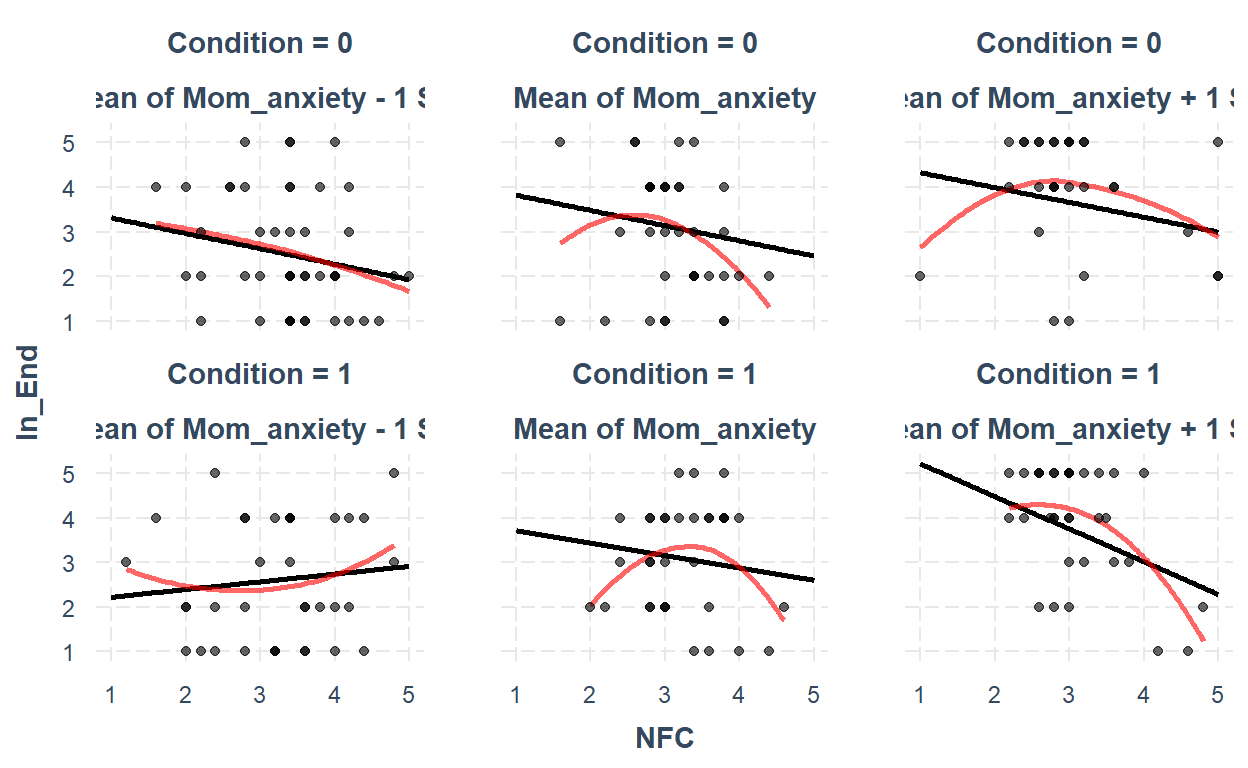 Condition = 0
Condition = 0
Condition = 0
ean of Mom_anxiety - 1 S
Mean of Mom_anxiety
ean of Mom_anxiety + 1 S
5
4
3
2
1
In_End
Condition = 1
Condition = 1
Condition = 1
ean of Mom_anxiety - 1 S
Mean of Mom_anxiety
ean of Mom_anxiety + 1 S
5
4
3
2
1
1 2 3 4 5 1 2 3 4 5 1 2 3 4 5
NFC